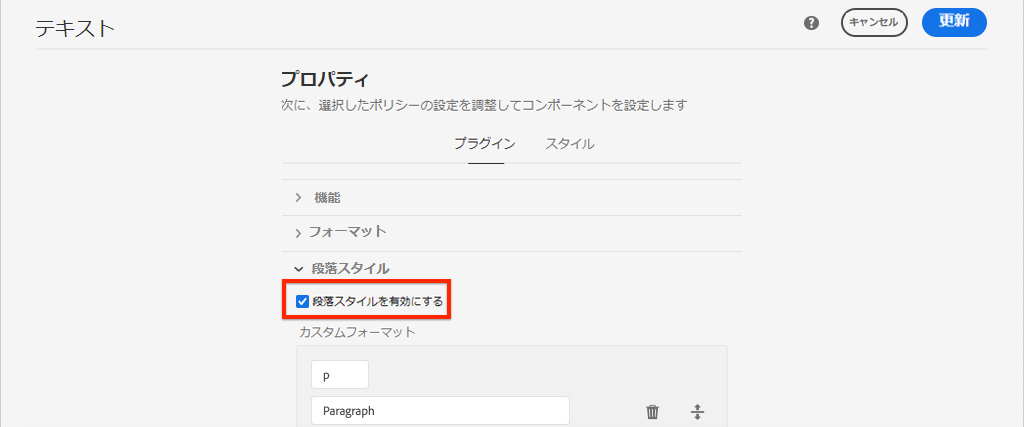 テキスト
? キャンセル 更新
プロパティ
次に、選択したポリシーの設定を調整してコンポーネントを設定します
プラグイン スタイル
機能
フォーマット
段落スタイル
段落スタイルを有効にする
カスタムフォーマット
p
Paragraph